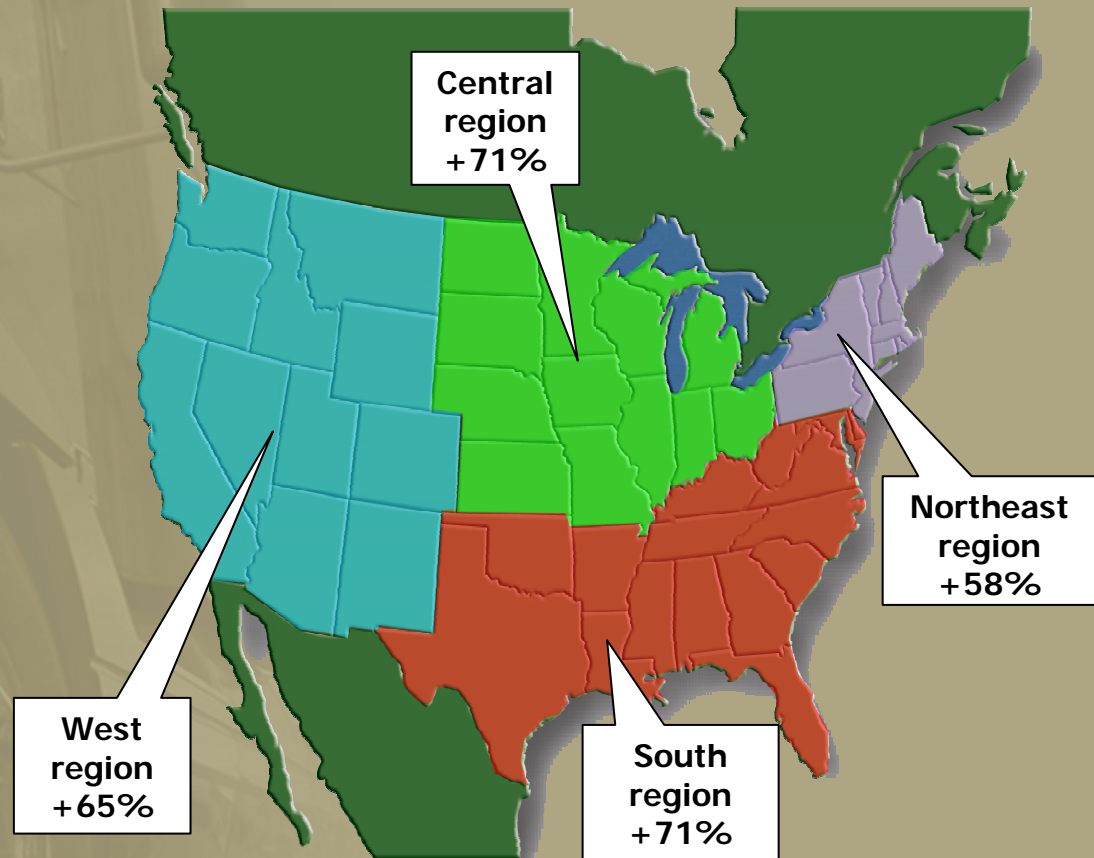 Central
region
+71%
Northeast
region
+58%
West
region
+65%
South
region
+71%